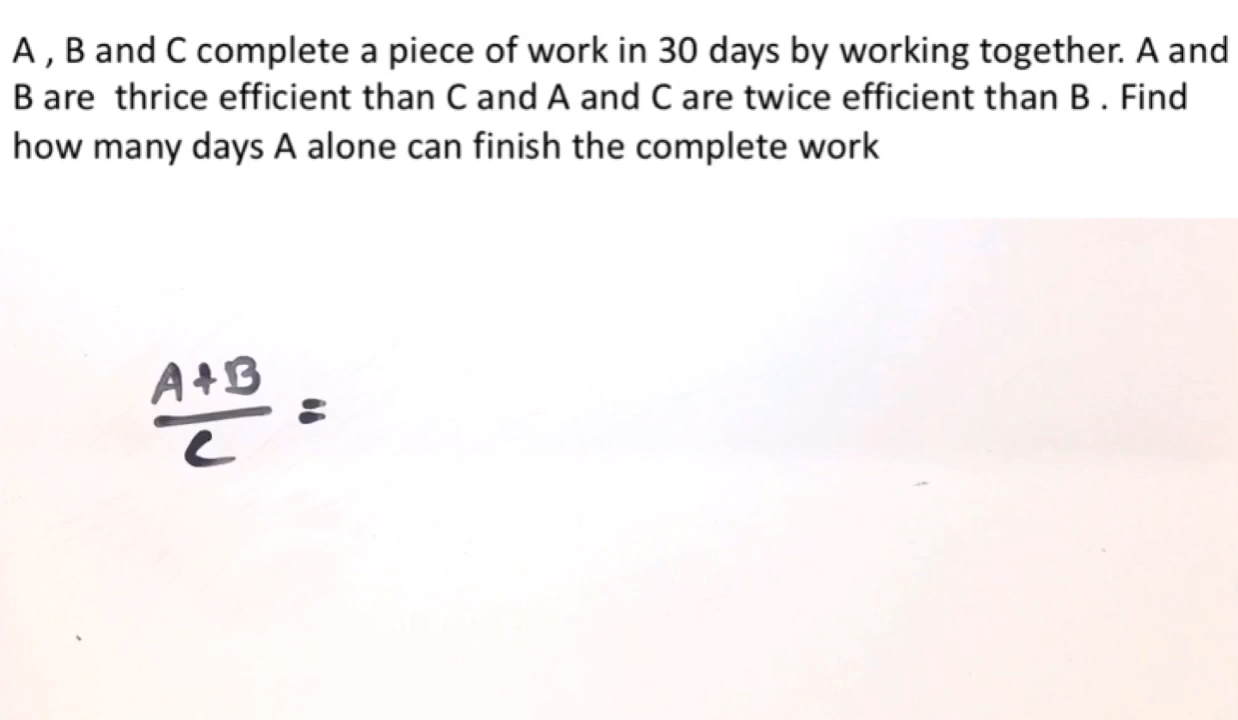 A , B and C complete a piece of work in 30 days by working together. A and
B are thrice efficient than C and A and C are twice efficient than B . Find
how many days A alone can finish the complete work
A+B
C
=